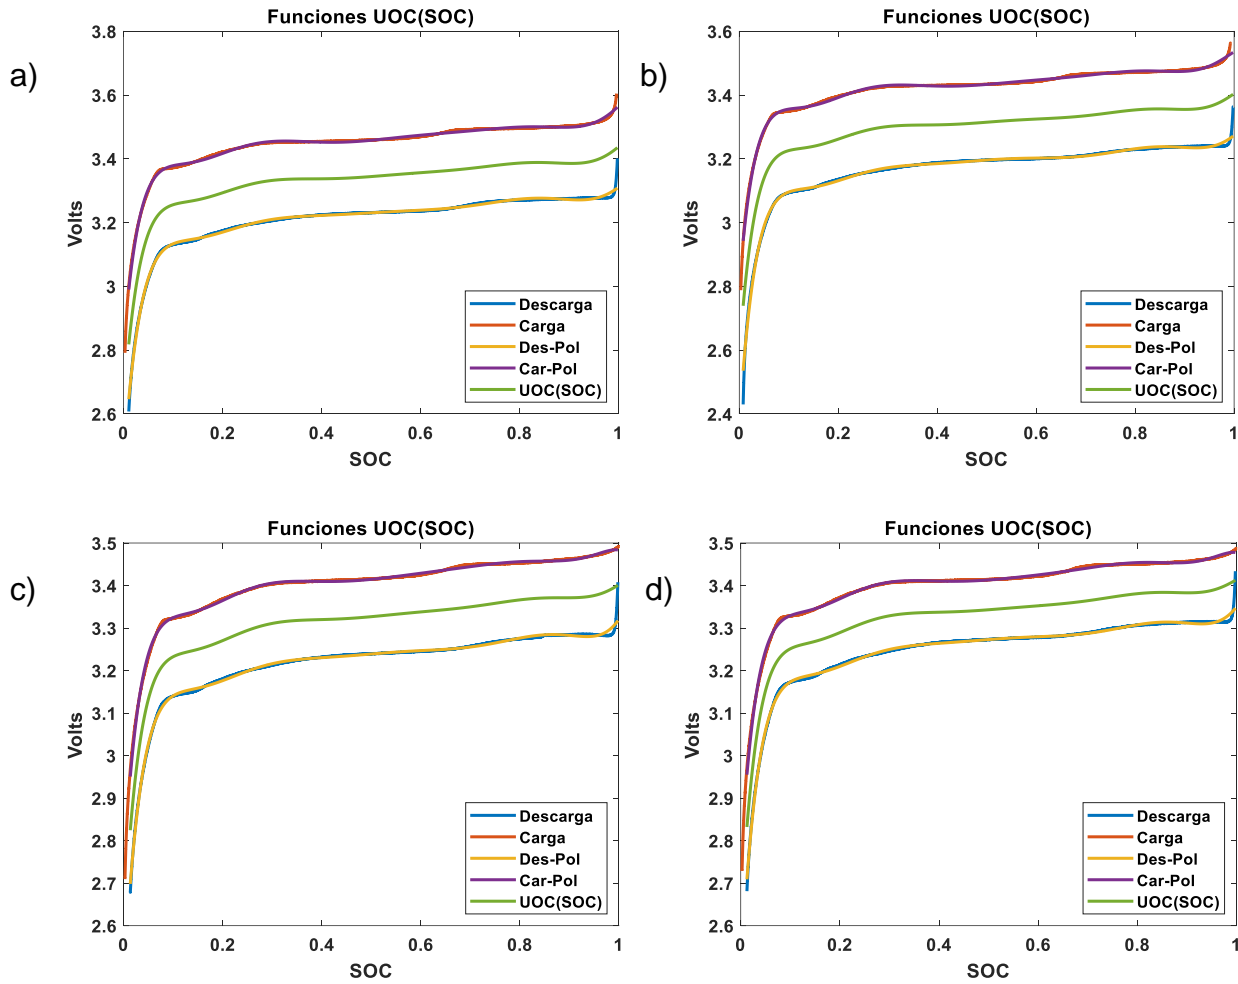 a)
Funciones UOC(SOC)
3.8
3.6
3.4
3.2
3
2.8
2.6
Volts
0 0.2 0.4 0.6 0.8 1
SOC
Descarga
Carga
Des-Pol
Car-Pol
UOC(SOC)
b)
Funciones UOC(SOC)
3.6
3.4
3.2
3
2.8
2.6
2.4
Volts
0 0.2 0.4 0.6 0.8 1
SOC
Descarga
Carga
Des-Pol
Car-Pol
UOC(SOC)
c)
Funciones UOC(SOC)
3.5
3.4
3.3
3.2
3.1
3
2.9
2.8
2.7
2.6
Volts
0 0.2 0.4 0.6 0.8 1
SOC
Descarga
Carga
Des-Pol
Car-Pol
UOC(SOC)
d)
Funciones UOC(SOC)
3.5
3.4
3.3
3.2
3.1
3
2.9
2.8
2.7
2.6
Volts
0 0.2 0.4 0.6 0.8 1
SOC
Descarga
Carga
Des-Pol
Car-Pol
UOC(SOC)